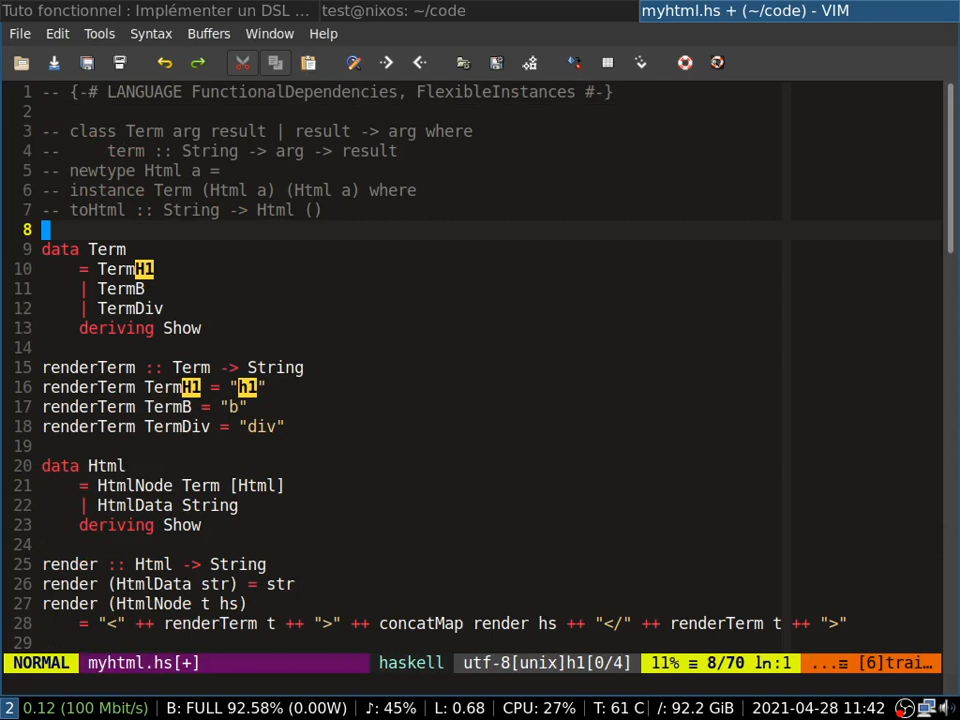 Tuto fonctionnel : Implémenter un DSL ... test@nixos: ~/code myhtml.hs + (~/code) - VIM
File Edit Tools Syntax Buffers Window Help
1 -- {-# LANGUAGE FunctionalDependencies, FlexibleInstances #-}
2
3 -- class Term arg result | result -> arg where
4 --     term :: String -> arg -> result
5 -- newtype Html a =
6 -- instance Term (Html a) (Html a) where
7 -- toHtml :: String -> Html ()
8
9 data Term
10     = TermH1
11     | TermB
12     | TermDiv
13     deriving Show
14
15 renderTerm :: Term -> String
16 renderTerm TermH1 = "h1"
17 renderTerm TermB = "b"
18 renderTerm TermDiv = "div"
19
20 data Html
21     = HtmlNode Term [Html]
22     | HtmlData String
23     deriving Show
24
25 render :: Html -> String
26 render (HtmlData str) = str
27 render (HtmlNode t hs)
28     = "<" ++ renderTerm t ++ ">" ++ concatMap render hs ++ "</" ++ renderTerm t ++ ">"
29
NORMAL myhtml.hs[+] haskell utf-8[unix]h1[0/4] 11% ≡ 8/70 ln:1 ...≡ [6]trai…
2 0.12 (100 Mbit/s) B: FULL 92.58% (0.00W) ♪: 45% L: 0.68 CPU: 27% T: 61 C /: 92.2 GiB 2021-04-28 11:42